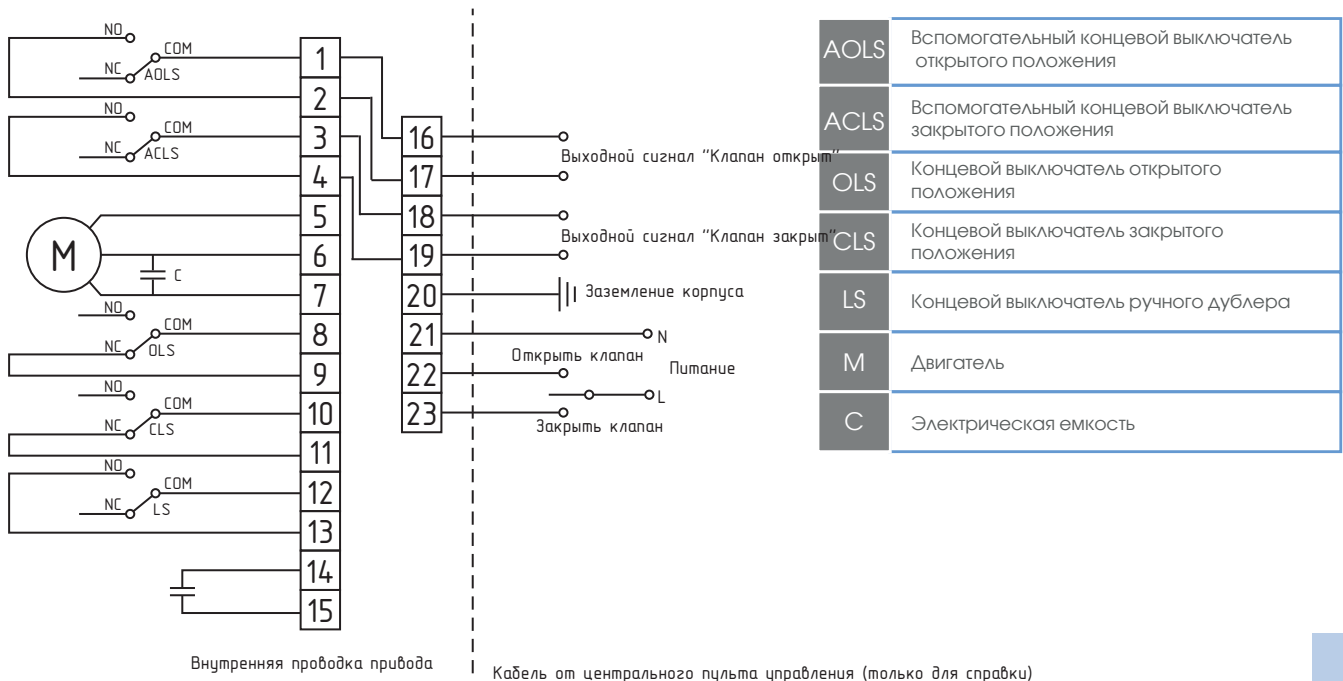 NO
COM
NC
AOLS
NO
COM
NC
ACLS
M
C
NO
COM
NC
OLS
NO
COM
NC
CLS
NO
COM
NC
LS
1
2
3
4
5
6
7
8
9
10
11
12
13
14
15
16
17
18
19
20
21
22
23
Выходной сигнал "Клапан открыт"
Выходной сигнал "Клапан закрыт"
Заземление корпуса
N
Открыть клапан
Питание
L
Закрыть клапан
Внутренняя проводка привода
Кабель от центрального пульта управления (только для справки)
AOLS
Вспомогательный концевой выключатель
открытого положения
ACLS
Вспомогательный концевой выключатель
закрытого положения
OLS
Концевой выключатель открытого
положения
CLS
Концевой выключатель закрытого
положения
LS
Концевой выключатель ручного дублера
M
Двигатель
C
Электрическая емкость